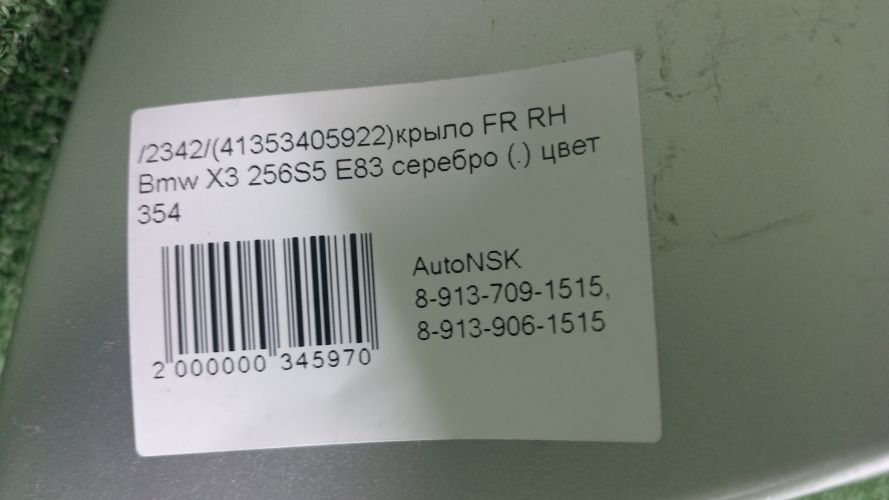 /2342/(41353405922)крыло FR RH
Bmw X3 256S5 E83 серебро (.) цвет
354
AutoNSK
8-913-709-1515,
8-913-906-1515
2 000000 345970